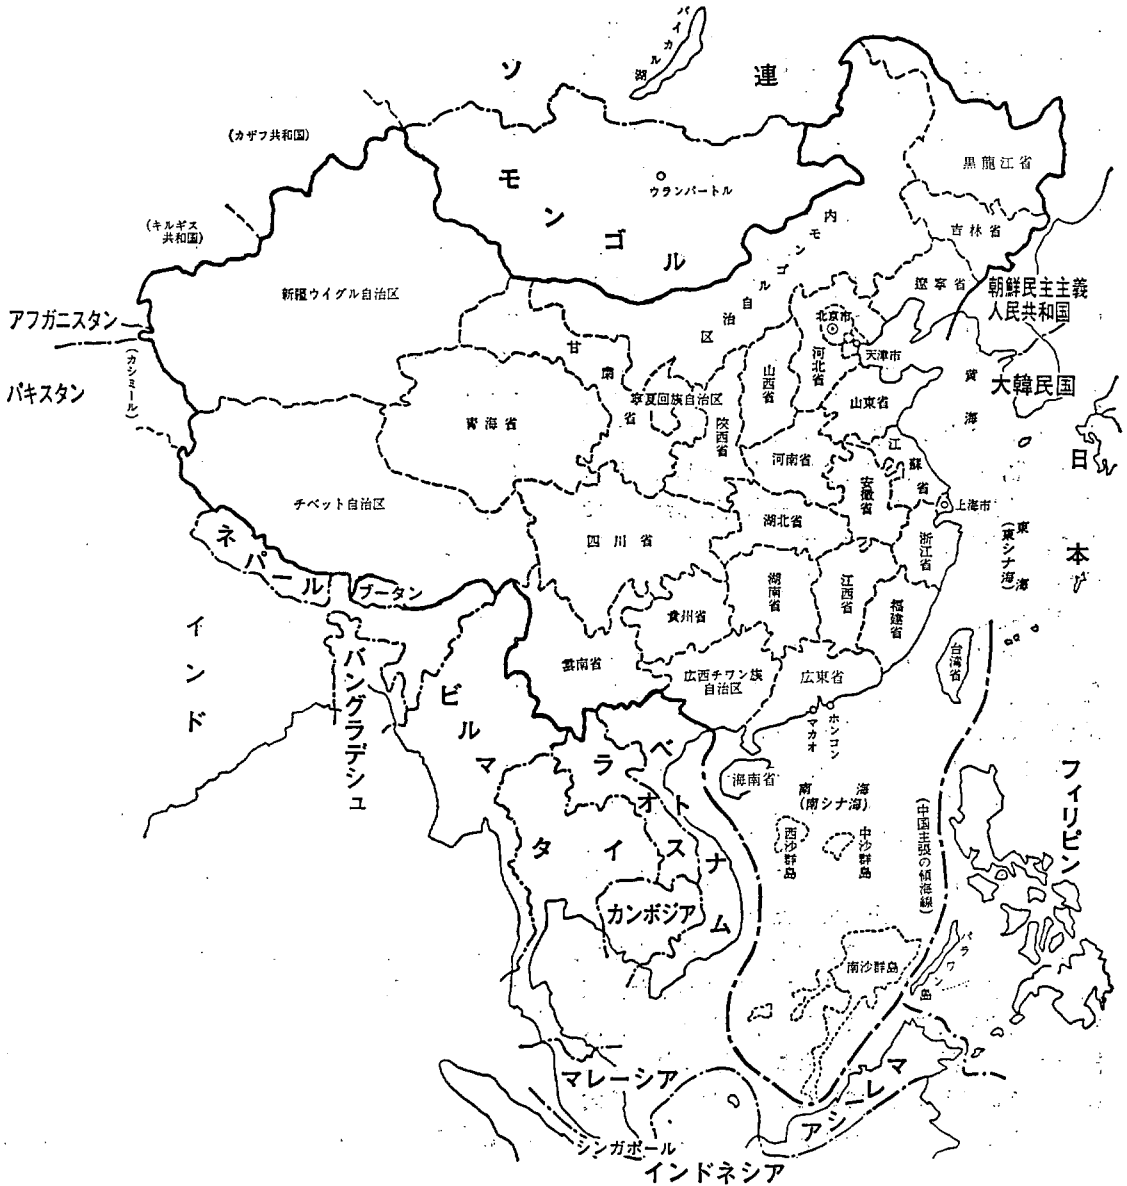 バイカル湖
ソ連
(カザフ共和国)
モンゴル
ウランバートル
黒龍江省
(キルギス
共和国)
内モンゴル自治区
吉林省
新疆ウイグル自治区
遼寧省
朝鮮民主主義
人民共和国
アフガニスタン
北京市
天津市
(カシミール)
甘粛省
山西省
河北省
黄海
パキスタン
大韓民国
寧夏回族自治区
山東省
青海省
陝西省
河南省
江蘇省
日本
安徽省
チベット自治区
上海市
湖北省
四川省
浙江省
東海
(東シナ海)
ネパール
ブータン
湖南省
江西省
福建省
貴州省
インド
バングラデシュ
雲南省
広西チワン族
自治区
広東省
台湾省
ビルマ
マカオ
ホンコン
ラオス
ベトナム
海南省
南海
(南シナ海)
フィリピン
西沙群島
中沙群島
(中国主張の領海線)
タイ
カンボジア
南沙群島
パラワン島
マレーシア
マレーシア
シンガポール
インドネシア